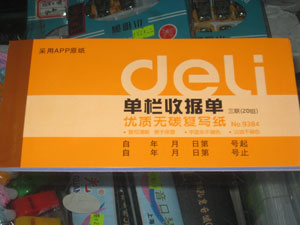 采用APP原纸
deli
单栏收据单 三联(20组)
优质无碳复写纸 No:9384
自 年 月 日第 号起
自 年 月 日第 号止